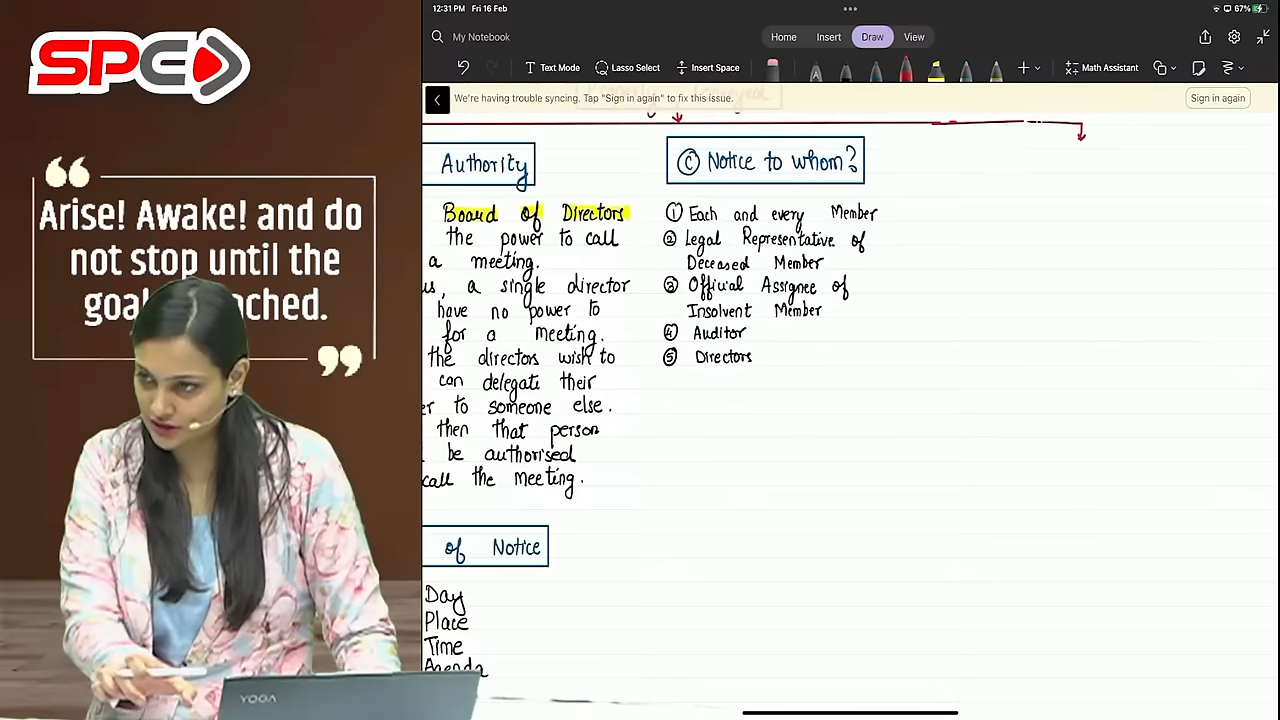 SPC
Arise! Awake! and do
not stop until the
goal
ached.
YOGA
12:31 PM Fri 16 Feb
67%
My Notebook
Home Insert Draw View
Text Mode Lasso Select Insert Space Math Assistant
We're having trouble syncing. Tap "Sign in again" to fix this issue. Sign in again
Authority
Board of Directors
the power to call
a meeting.
us, a single director
have no power to
for a meeting.
the directors wish to
can delegate their
er to someone else.
then that person
be authorised
call the meeting.
of Notice
Day
Place
Time
Agenda
C Notice to whom?
1 Each and every Member
2 Legal Representative of
Deceased Member
3 Official Assignee of
Insolvent Member
4 Auditor
5 Directors